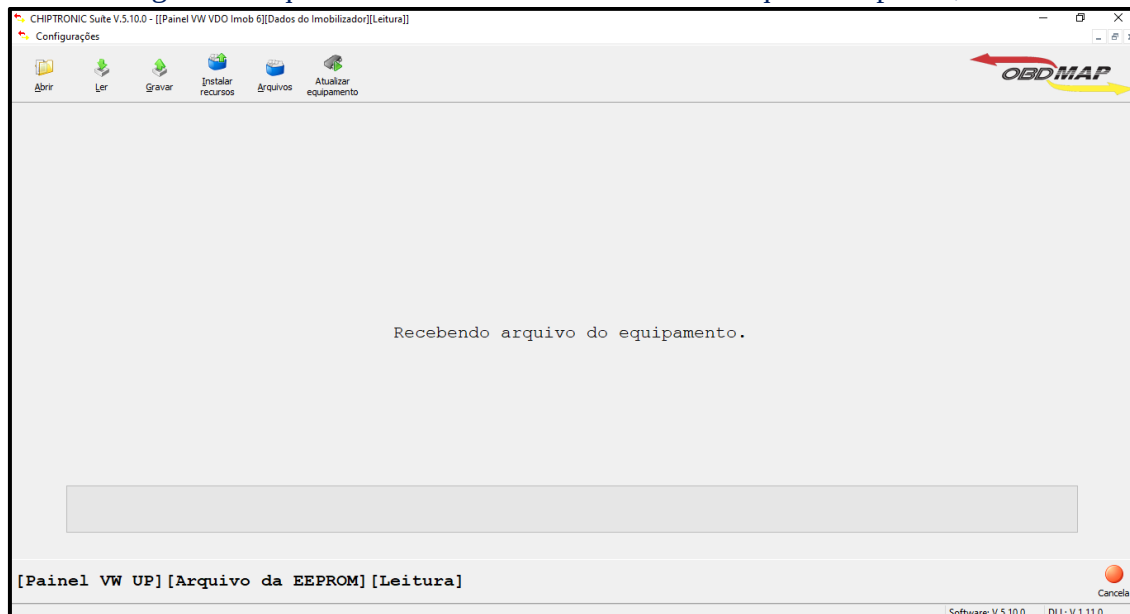 CHIPTRONIC Suite V.5.10.0 - [[[Painel VW VDO Imob 6][Dados do Imobilizador][Leitura]]
Configurações
Abrir
Ler
Gravar
Instalar recursos
Arquivos
Atualizar equipamento
OBDMAP
Recebendo arquivo do equipamento.
[Painel VW UP][Arquivo da EEPROM][Leitura]
Cancela
Software: V 5.10.0 DLL: V 1.11.0